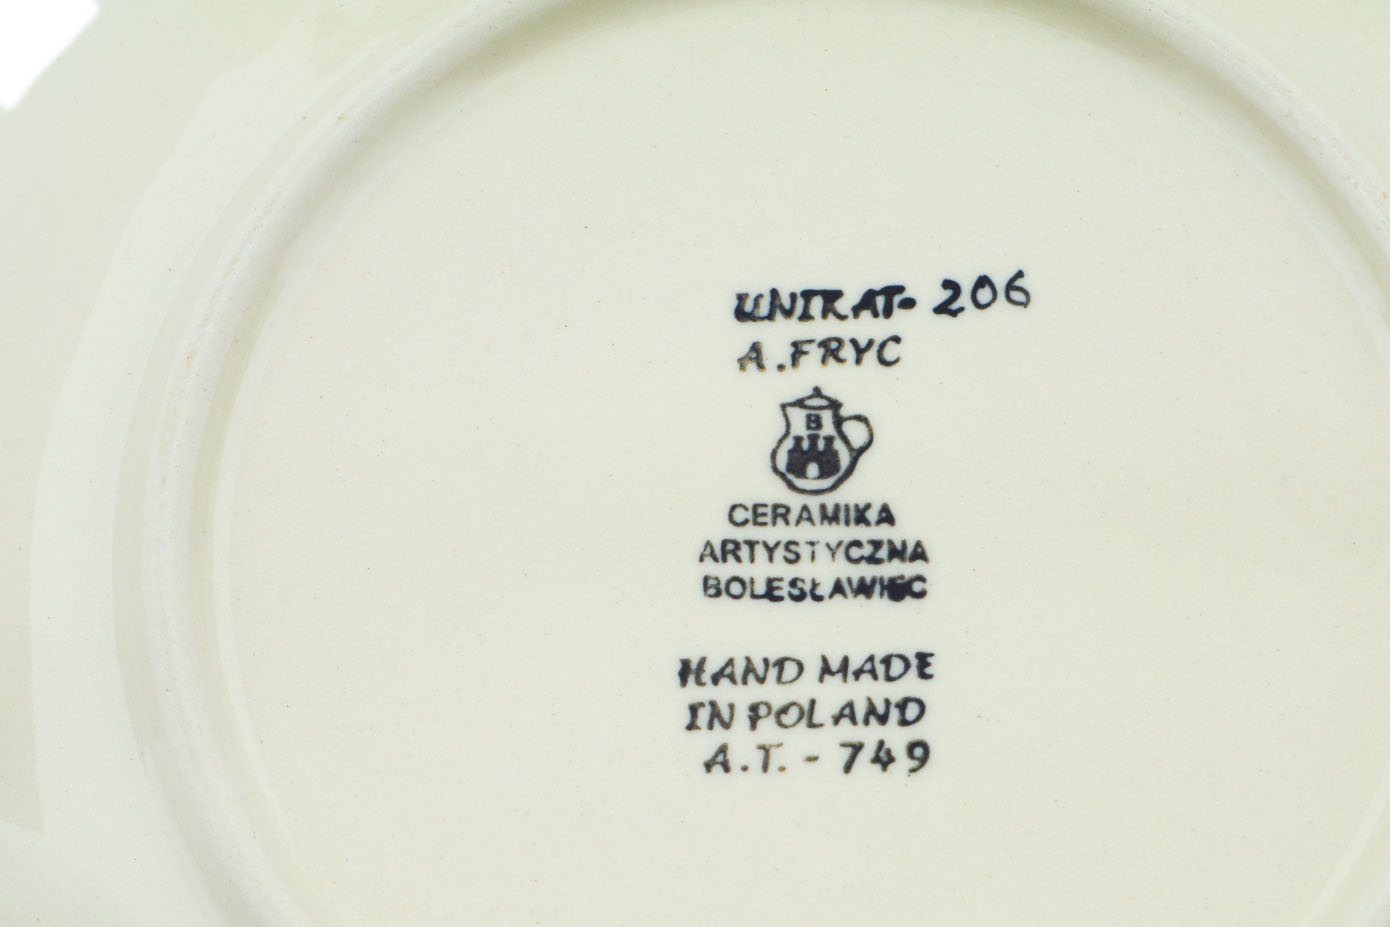 UNIKAT- 206
A. FRYC
B
CERAMIKA
ARTYSTYCZNA
BOLESŁAWIEC
HAND MADE
IN POLAND
A.T. - 749